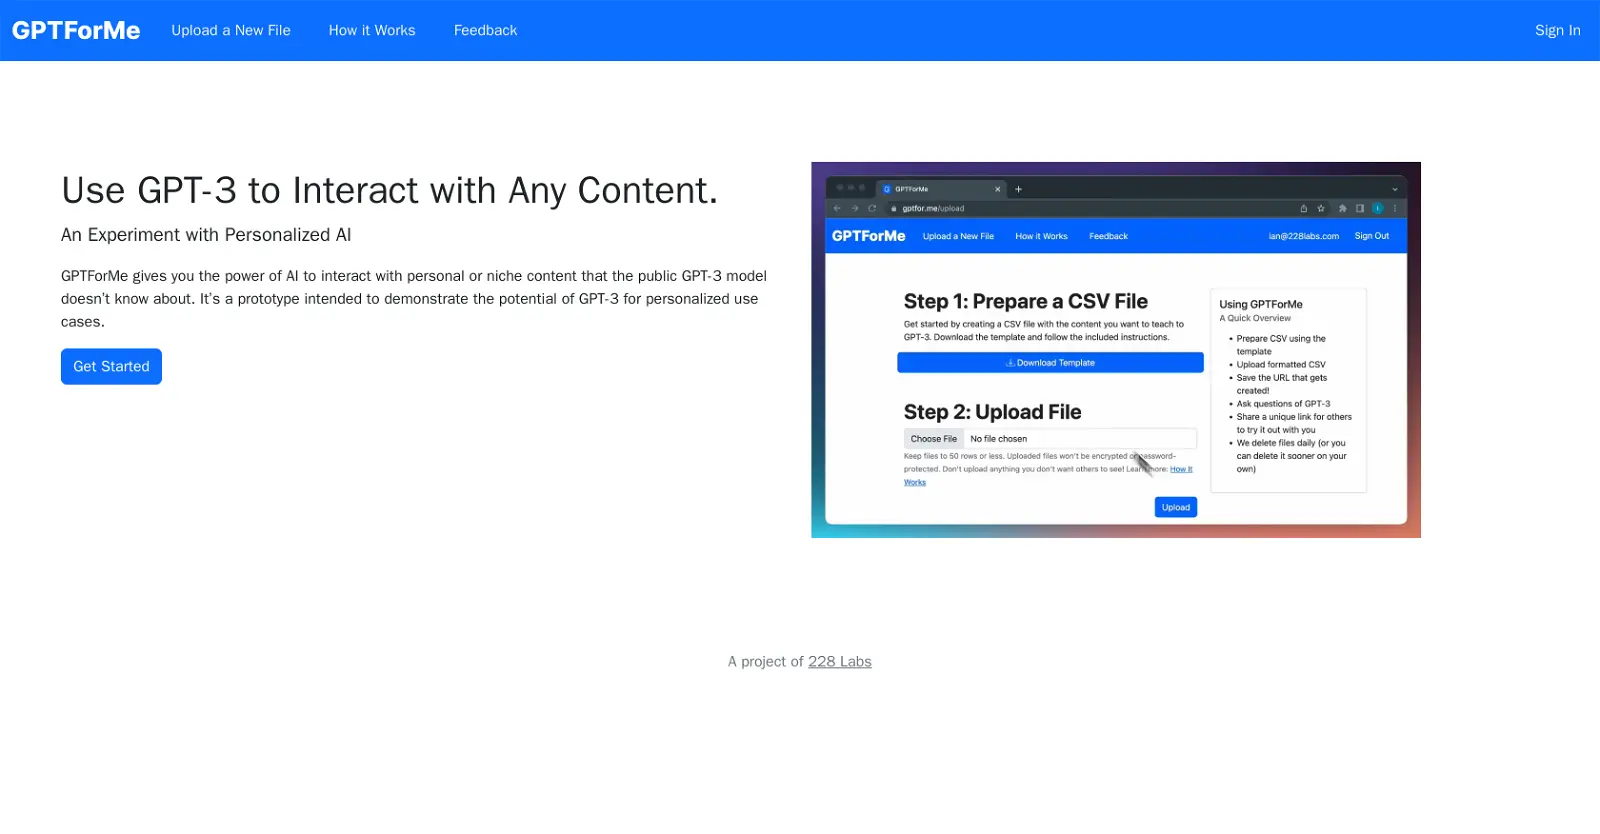 GPTForMe Upload a New File How it Works Feedback Sign In
Use GPT-3 to Interact with Any Content.
An Experiment with Personalized AI
GPTForMe gives you the power of AI to interact with personal or niche content that the public GPT-3 model
doesn't know about. It's a prototype intended to demonstrate the potential of GPT-3 for personalized use
cases.
Get Started
GPTForMe
gptfor.me/upload
GPTForMe Upload a New File How it Works Feedback ian@228labs.com Sign Out
Step 1: Prepare a CSV File
Get started by creating a CSV file with the content you want to teach to
GPT-3. Download the template and follow the included instructions.
Download Template
Step 2: Upload File
Choose File No file chosen
Keep files to 50 rows or less. Uploaded files won't be encrypted or password-
protected. Don't upload anything you don't want others to see! Learn more: How it
Works
Upload
Using GPTForMe
A Quick Overview
• Prepare CSV using the
template
• Upload formatted CSV
• Save the URL that gets
created!
• Ask questions of GPT-3
• Share a unique link for others
to try it out with you
• We delete files daily (or you
can delete it sooner on your
own)
A project of 228 Labs